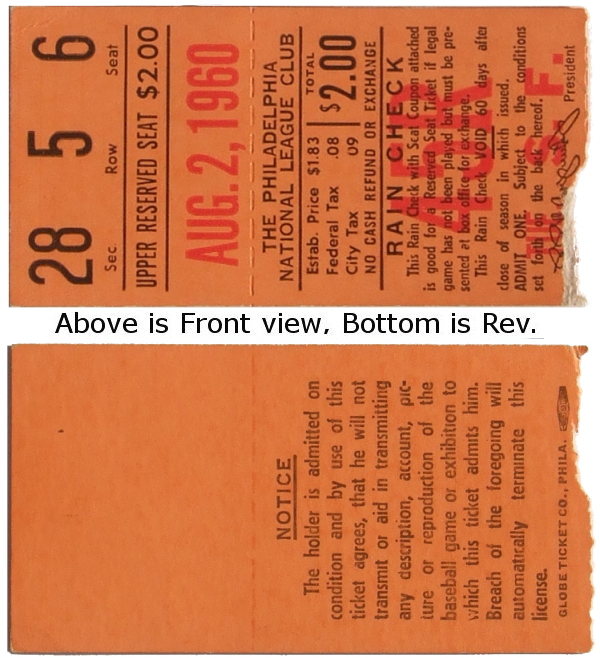 28 5 6
Sec. Row Seat
UPPER RESERVED SEAT $2.00
AUG. 2, 1960
THE PHILADELPHIA
NATIONAL LEAGUE CLUB
Estab. Price $1.83 TOTAL
Federal Tax .08 $2.00
City Tax 09
NO CASH REFUND OR EXCHANGE
RAIN CHECK
This Rain Check with Seat Coupon attached
is good for a Reserved Seat Ticket if legal
game has not been played but must be pre-
sented at box office for exchange.
This Rain Check VOID 60 days after
close of season in which issued.
ADMIT ONE. Subject to the conditions
set forth on the back hereof.
President
Above is Front view, Bottom is Rev.
NOTICE
The holder is admitted on
condition and by use of this
ticket agrees, that he will not
transmit or aid in transmitting
any description, account, pic-
ture or reproduction of the
baseball game or exhibition to
which this ticket admits him.
Breach of the foregoing will
automatically terminate this
license.
GLOBE TICKET CO., PHILA.